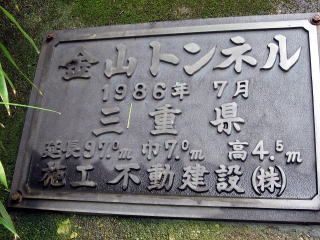 金山トンネル
1986年 7月
三重県
延長97.0m 巾7.0m 高4.5m
施工 不動建設(株)